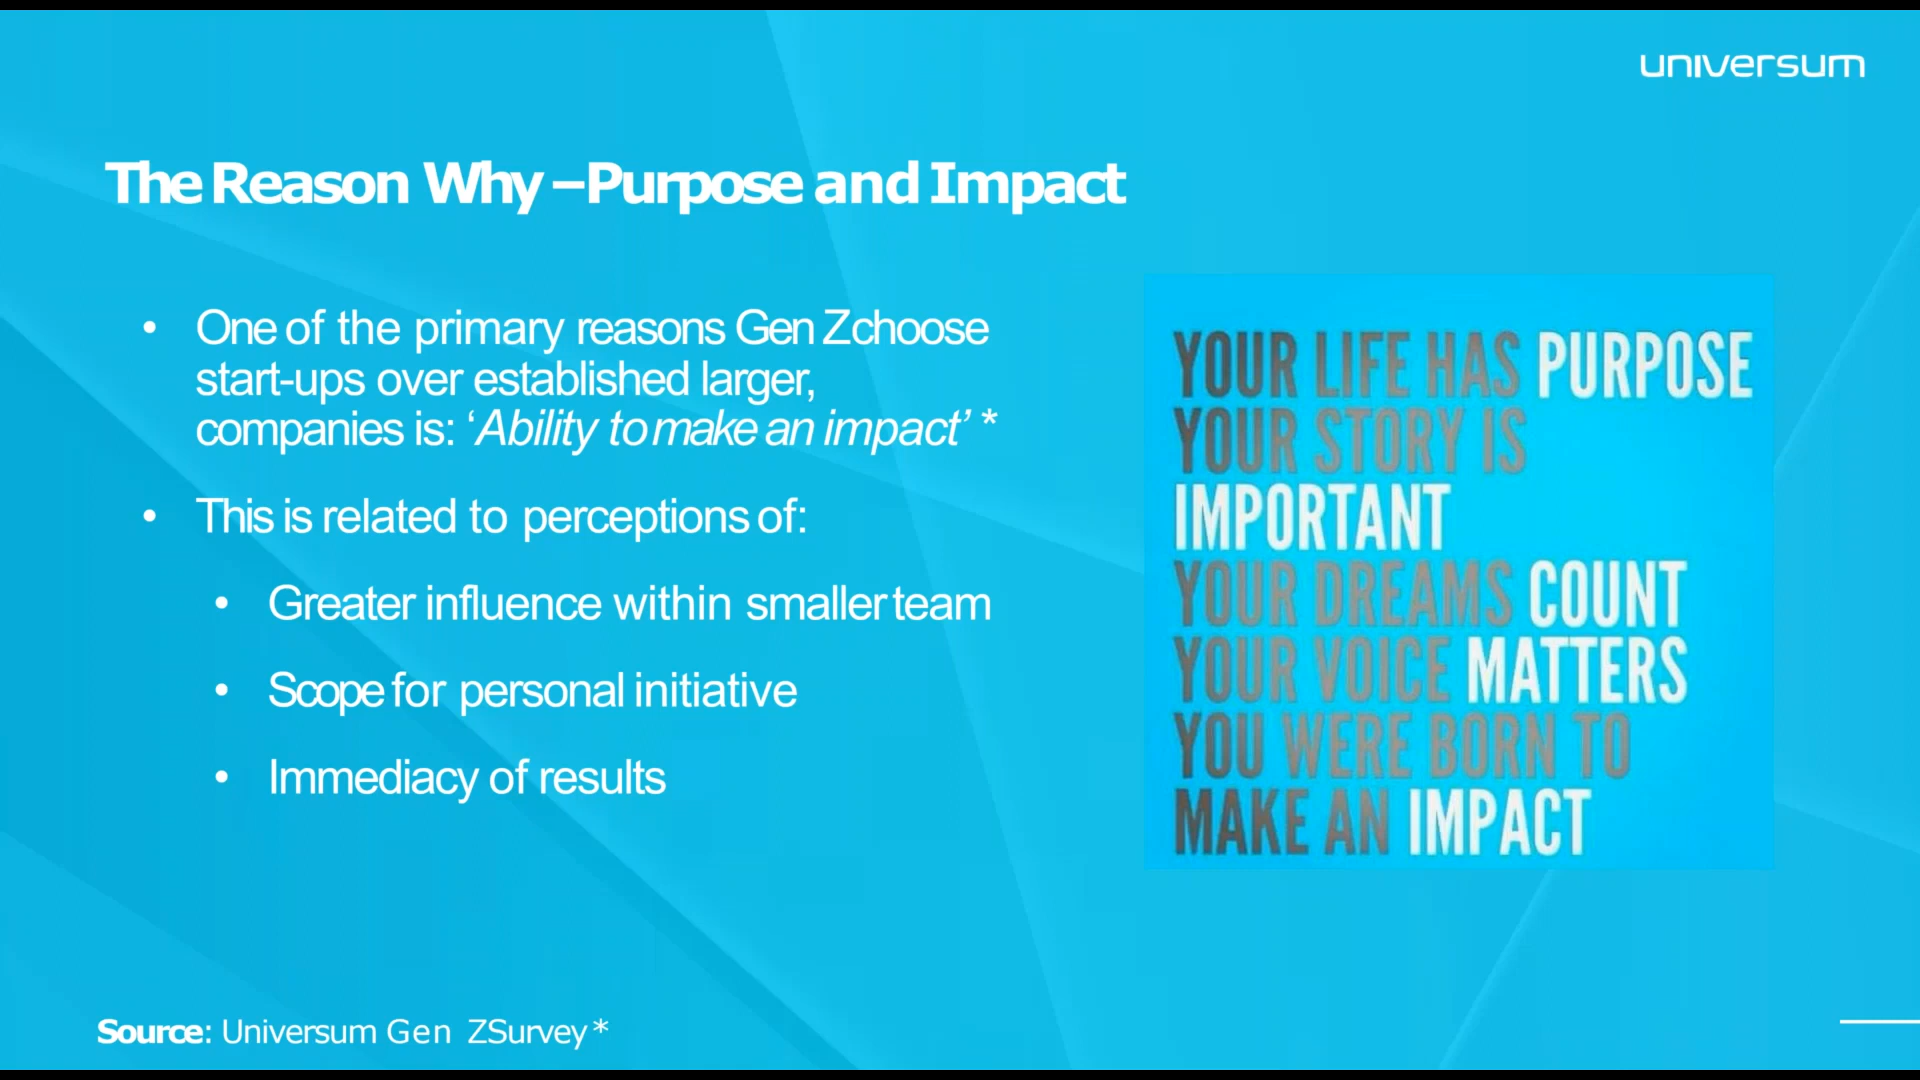 universum
The Reason Why – Purpose and Impact
• One of the primary reasons Gen Z choose
start-ups over established larger,
companies is: ‘Ability to make an impact’ *
• This is related to perceptions of:
• Greater influence within smaller team
• Scope for personal initiative
• Immediacy of results
YOUR LIFE HAS PURPOSE
YOUR STORY IS
IMPORTANT
YOUR DREAMS COUNT
YOUR VOICE MATTERS
YOU WERE BORN TO
MAKE AN IMPACT
Source: Universum Gen Z Survey *